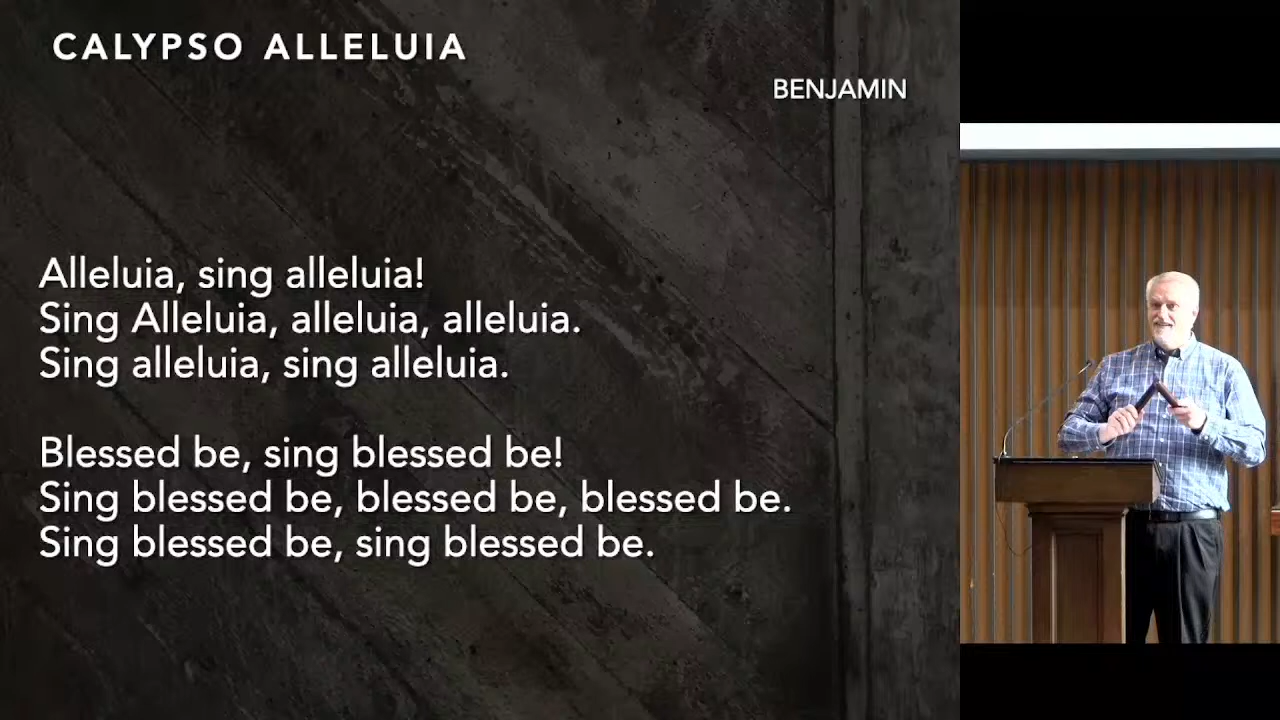 CALYPSO ALLELUIA
BENJAMIN
Alleluia, sing alleluia!
Sing Alleluia, alleluia, alleluia.
Sing alleluia, sing alleluia.
Blessed be, sing blessed be!
Sing blessed be, blessed be, blessed be.
Sing blessed be, sing blessed be.